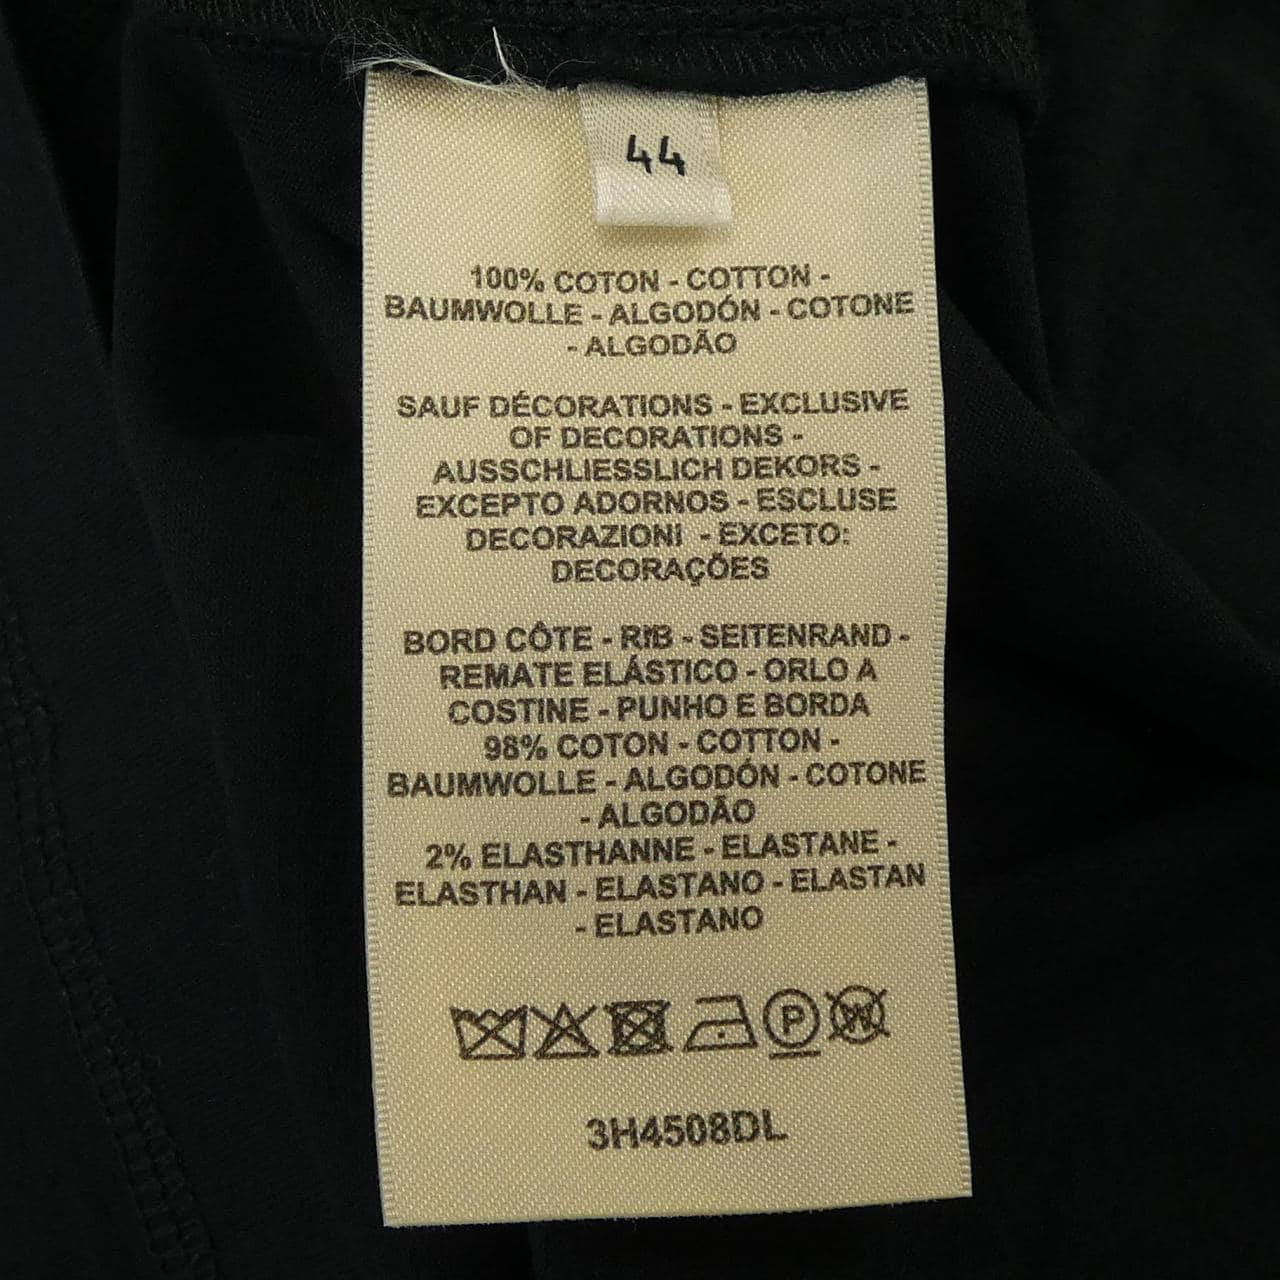 44
100% COTON - COTTON -
BAUMWOLLE - ALGODÓN - COTONE
- ALGODÃO
SAUF DÉCORATIONS - EXCLUSIVE
OF DECORATIONS -
AUSSCHLIESSLICH DEKORS -
EXCEPTO ADORNOS - ESCLUSE
DECORAZIONI - EXCETO:
DECORAÇÕES
BORD CÔTE - RIB - SEITENRAND -
REMATE ELÁSTICO - ORLO A
COSTINE - PUNHO E BORDA
98% COTON - COTTON -
BAUMWOLLE - ALGODÓN - COTONE
- ALGODÃO
2% ELASTHANNE - ELASTANE -
ELASTHAN - ELASTANO - ELASTAN
- ELASTANO
P W
3H4508DL